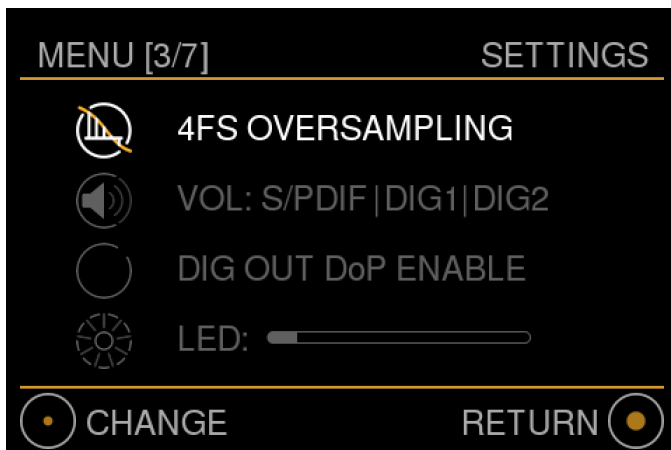 MENU [3/7] SETTINGS
4FS OVERSAMPLING
VOL: S/PDIF|DIG1|DIG2
DIG OUT DoP ENABLE
LED:
CHANGE RETURN